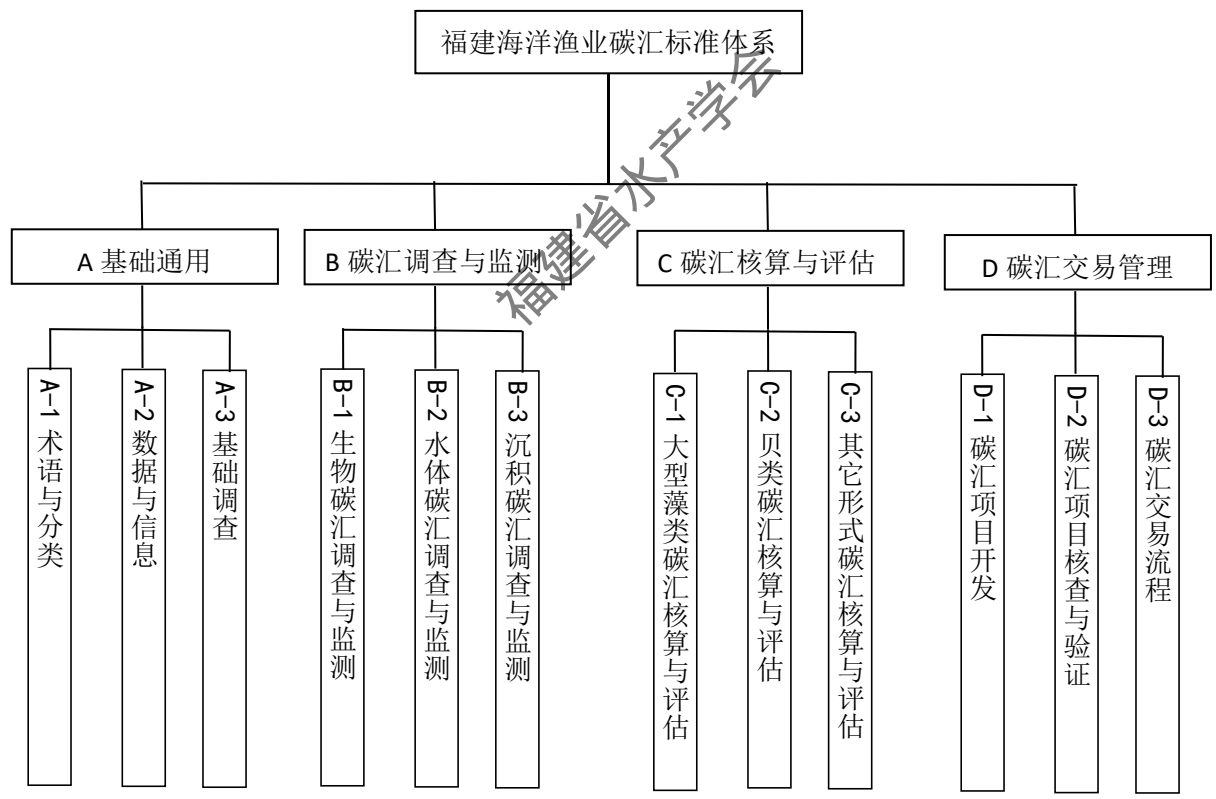 福建海洋渔业碳汇标准体系
福建省水产学会
A 基础通用
B 碳汇调查与监测
C 碳汇核算与评估
D 碳汇交易管理
A-1 术语与分类
A-2 数据与信息
A-3 基础调查
B-1 生物碳汇调查与监测
B-2 水体碳汇调查与监测
B-3 沉积碳汇调查与监测
C-1 大型藻类碳汇核算与评估
C-2 贝类碳汇核算与评估
C-3 其它形式碳汇核算与评估
D-1 碳汇项目开发
D-2 碳汇项目核查与验证
D-3 碳汇交易流程